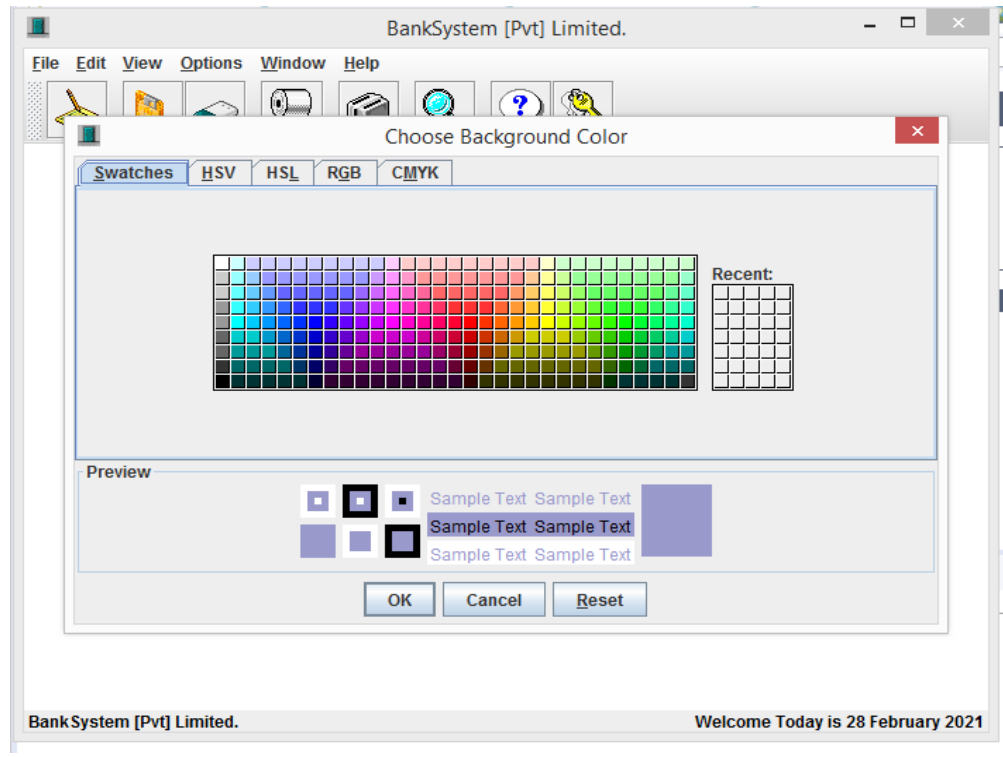 BankSystem [Pvt] Limited.
File Edit View Options Window Help
?
Choose Background Color
Swatches HSV HSL RGB CMYK
Recent:
Preview
Sample Text Sample Text
Sample Text Sample Text
Sample Text Sample Text
OK Cancel Reset
BankSystem [Pvt] Limited. Welcome Today is 28 February 2021